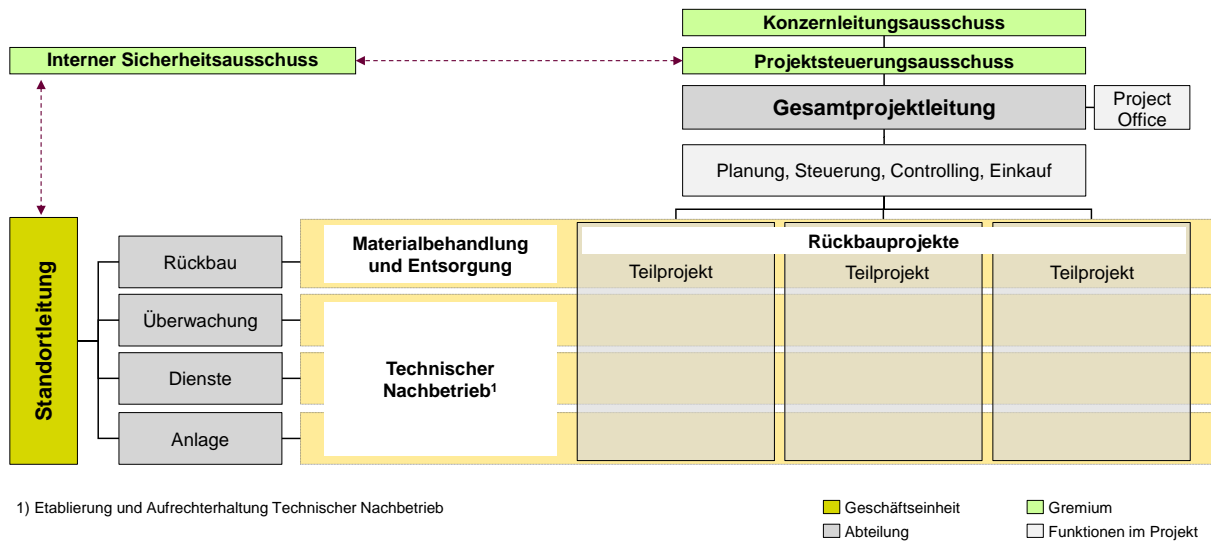 Konzernleitungsausschuss
Interner Sicherheitsausschuss
Projektsteuerungsausschuss
Gesamtprojektleitung
Project
Office
Planung, Steuerung, Controlling, Einkauf
Standortleitung
Rückbau
Überwachung
Dienste
Anlage
Materialbehandlung
und Entsorgung
Technischer
Nachbetrieb¹
Rückbauprojekte
Teilprojekt
Teilprojekt
Teilprojekt
1) Etablierung und Aufrechterhaltung Technischer Nachbetrieb
Geschäftseinheit
Abteilung
Gremium
Funktionen im Projekt